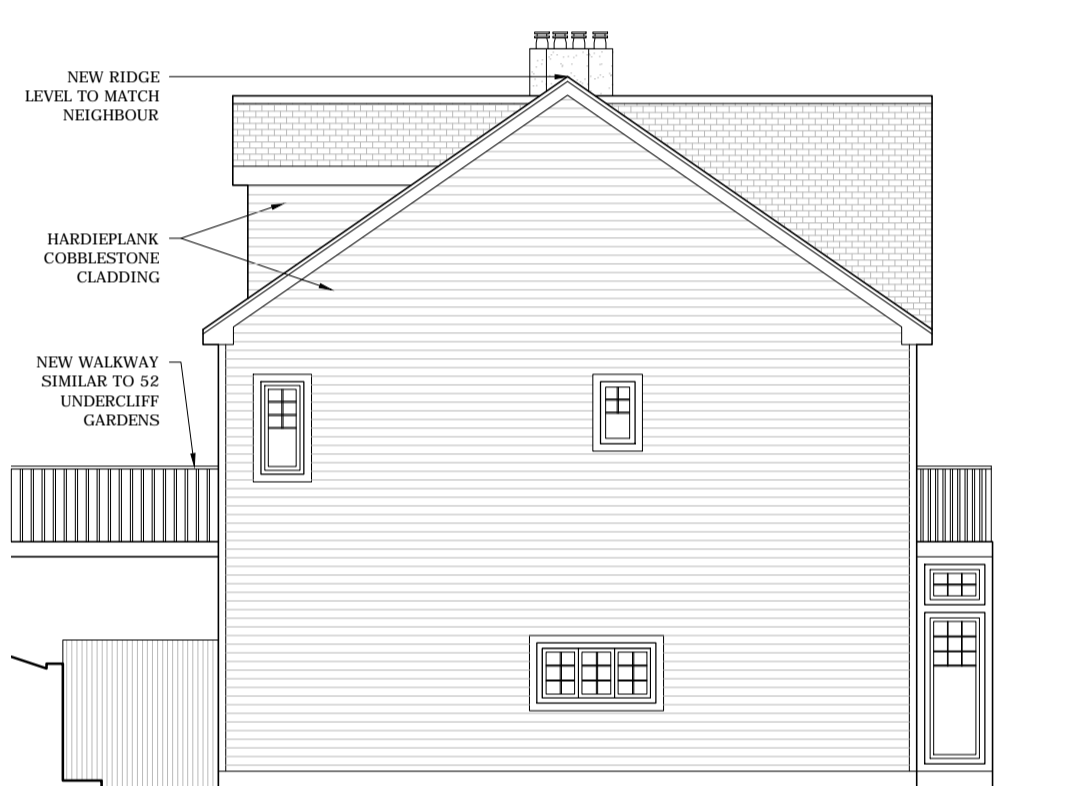 NEW RIDGE
LEVEL TO MATCH
NEIGHBOUR
HARDIEPLANK
COBBLESTONE
CLADDING
NEW WALKWAY
SIMILAR TO 52
UNDERCLIFF
GARDENS